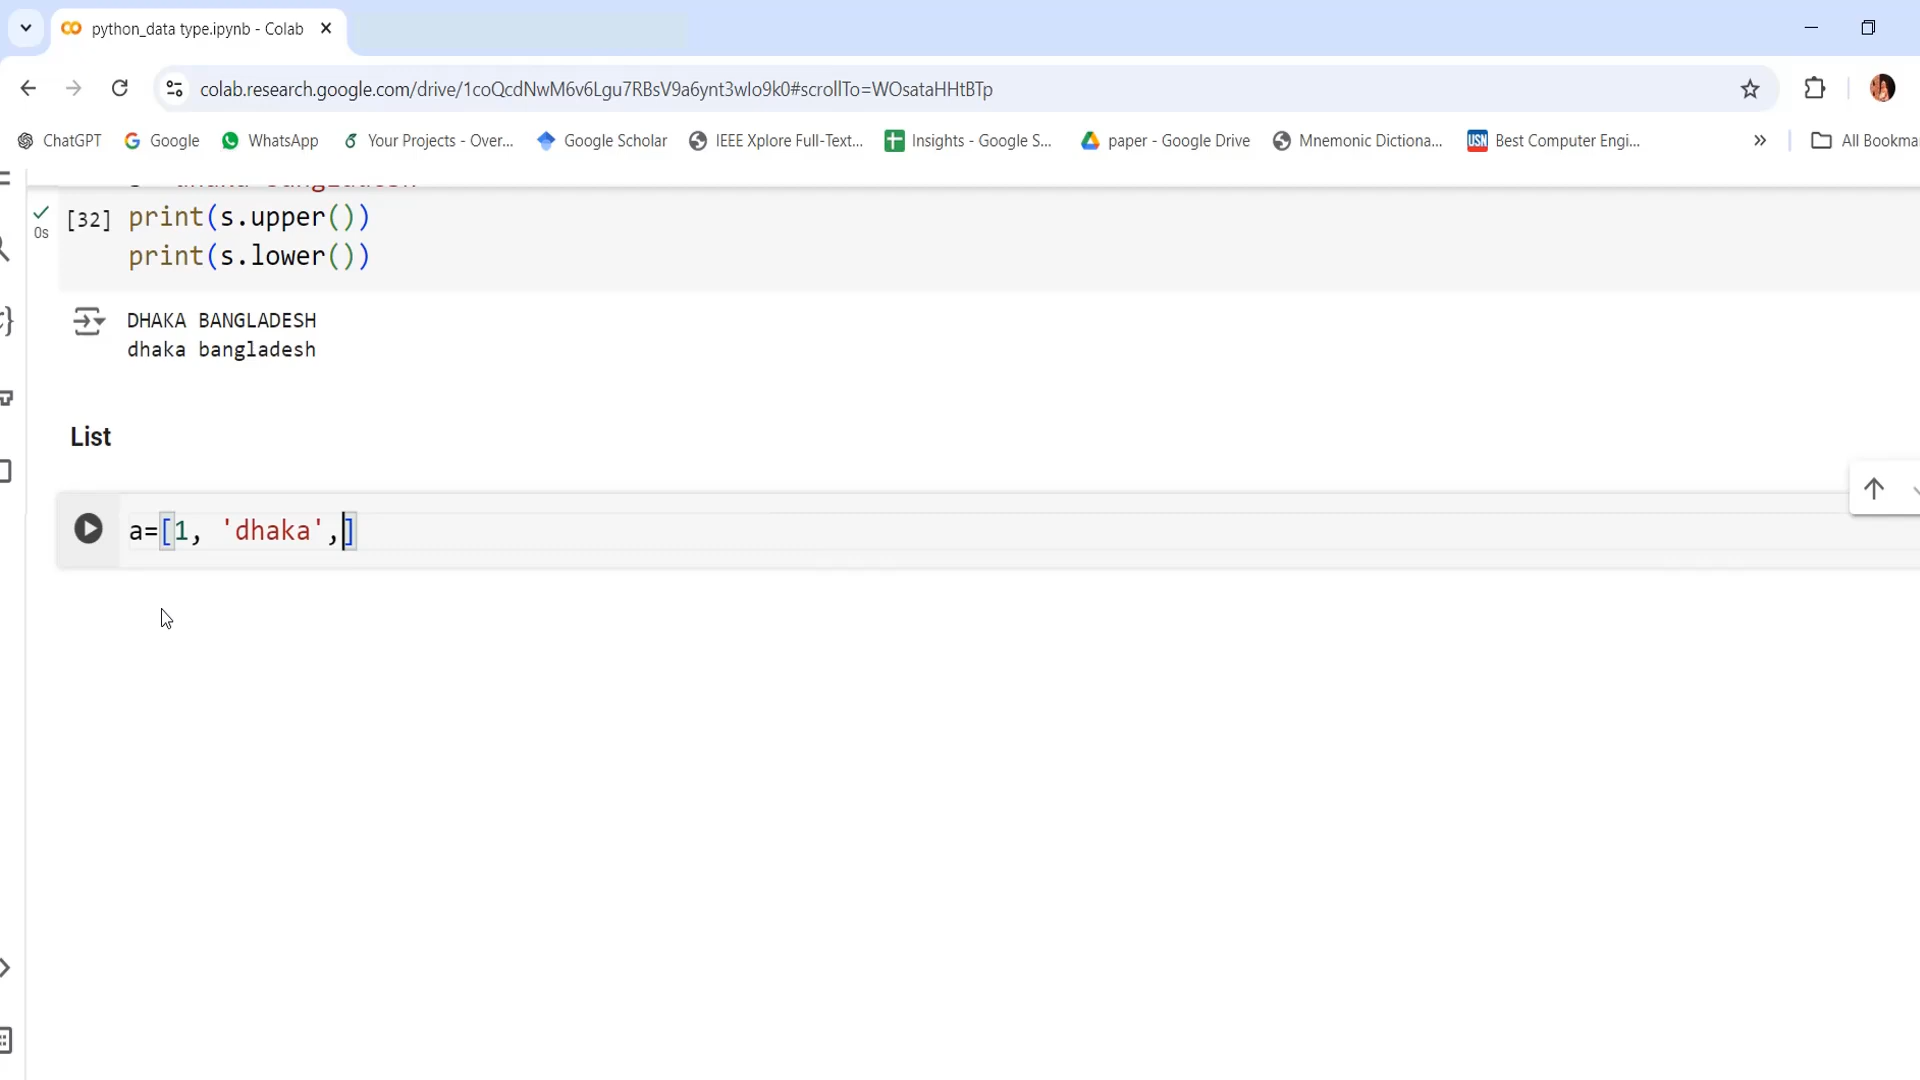 python_data type.ipynb - Colab
colab.research.google.com/drive/1coQcdNwM6v6Lgu7RBsV9a6ynt3wIo9k0#scrollTo=WOsataHHtBTp
ChatGPT Google WhatsApp Your Projects - Over... Google Scholar IEEE Xplore Full-Text... Insights - Google S... paper - Google Drive Mnemonic Dictiona... USN Best Computer Engi... » All Bookma
[32] print(s.upper())
0s
print(s.lower())
DHAKA BANGLADESH
dhaka bangladesh
List
a=[1, 'dhaka',]